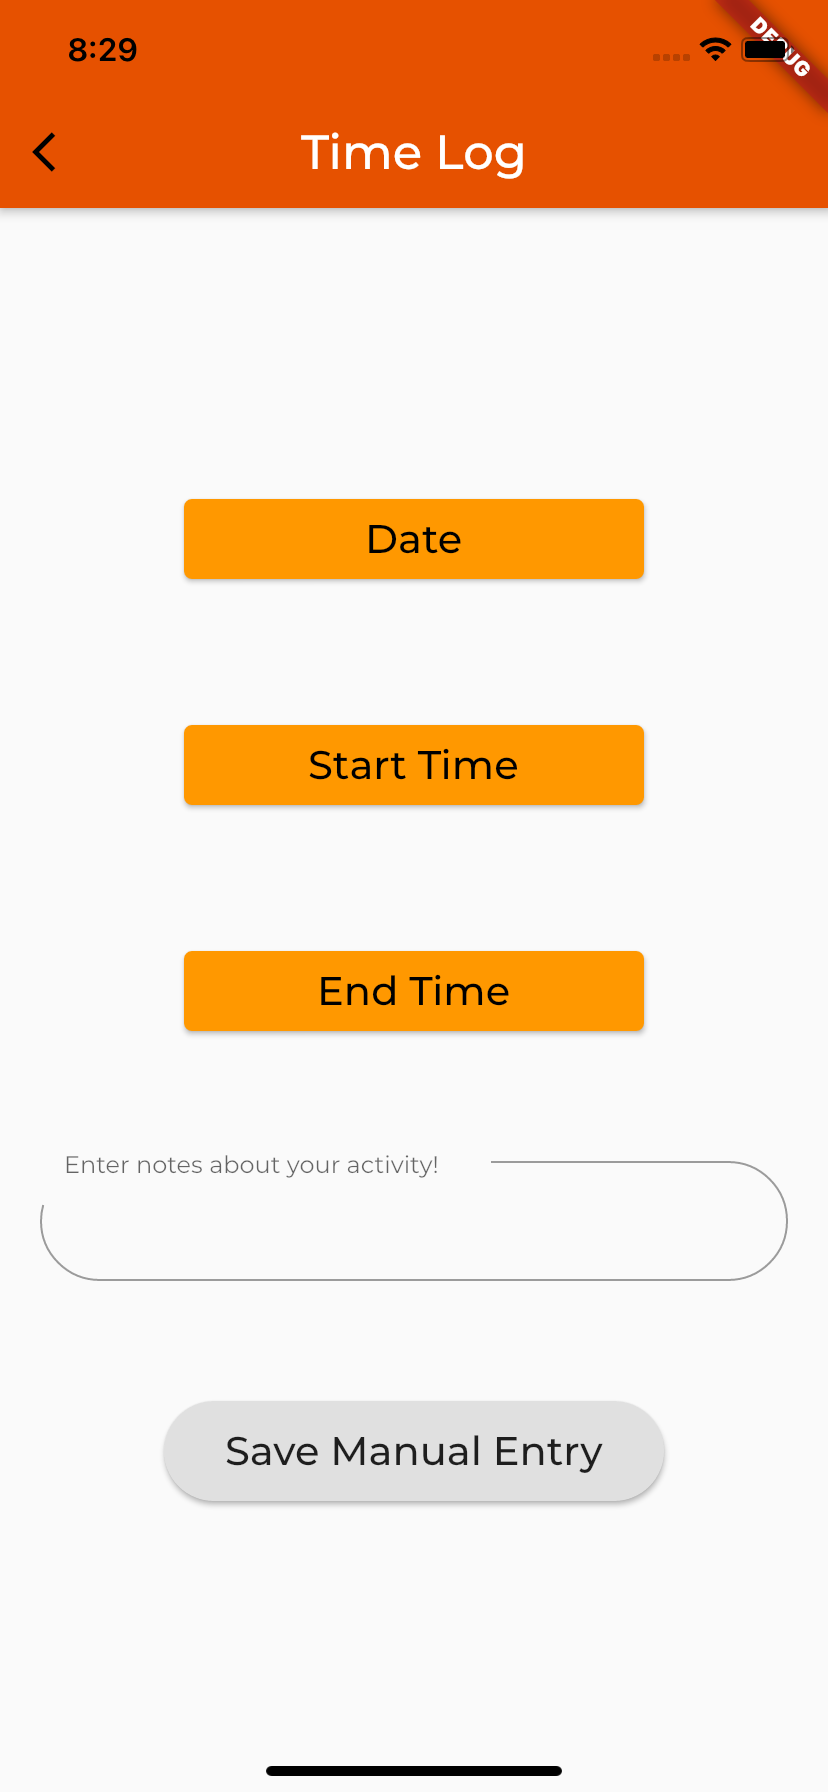 8:29
DEBUG
Time Log
Date
Start Time
End Time
Enter notes about your activity!
Save Manual Entry